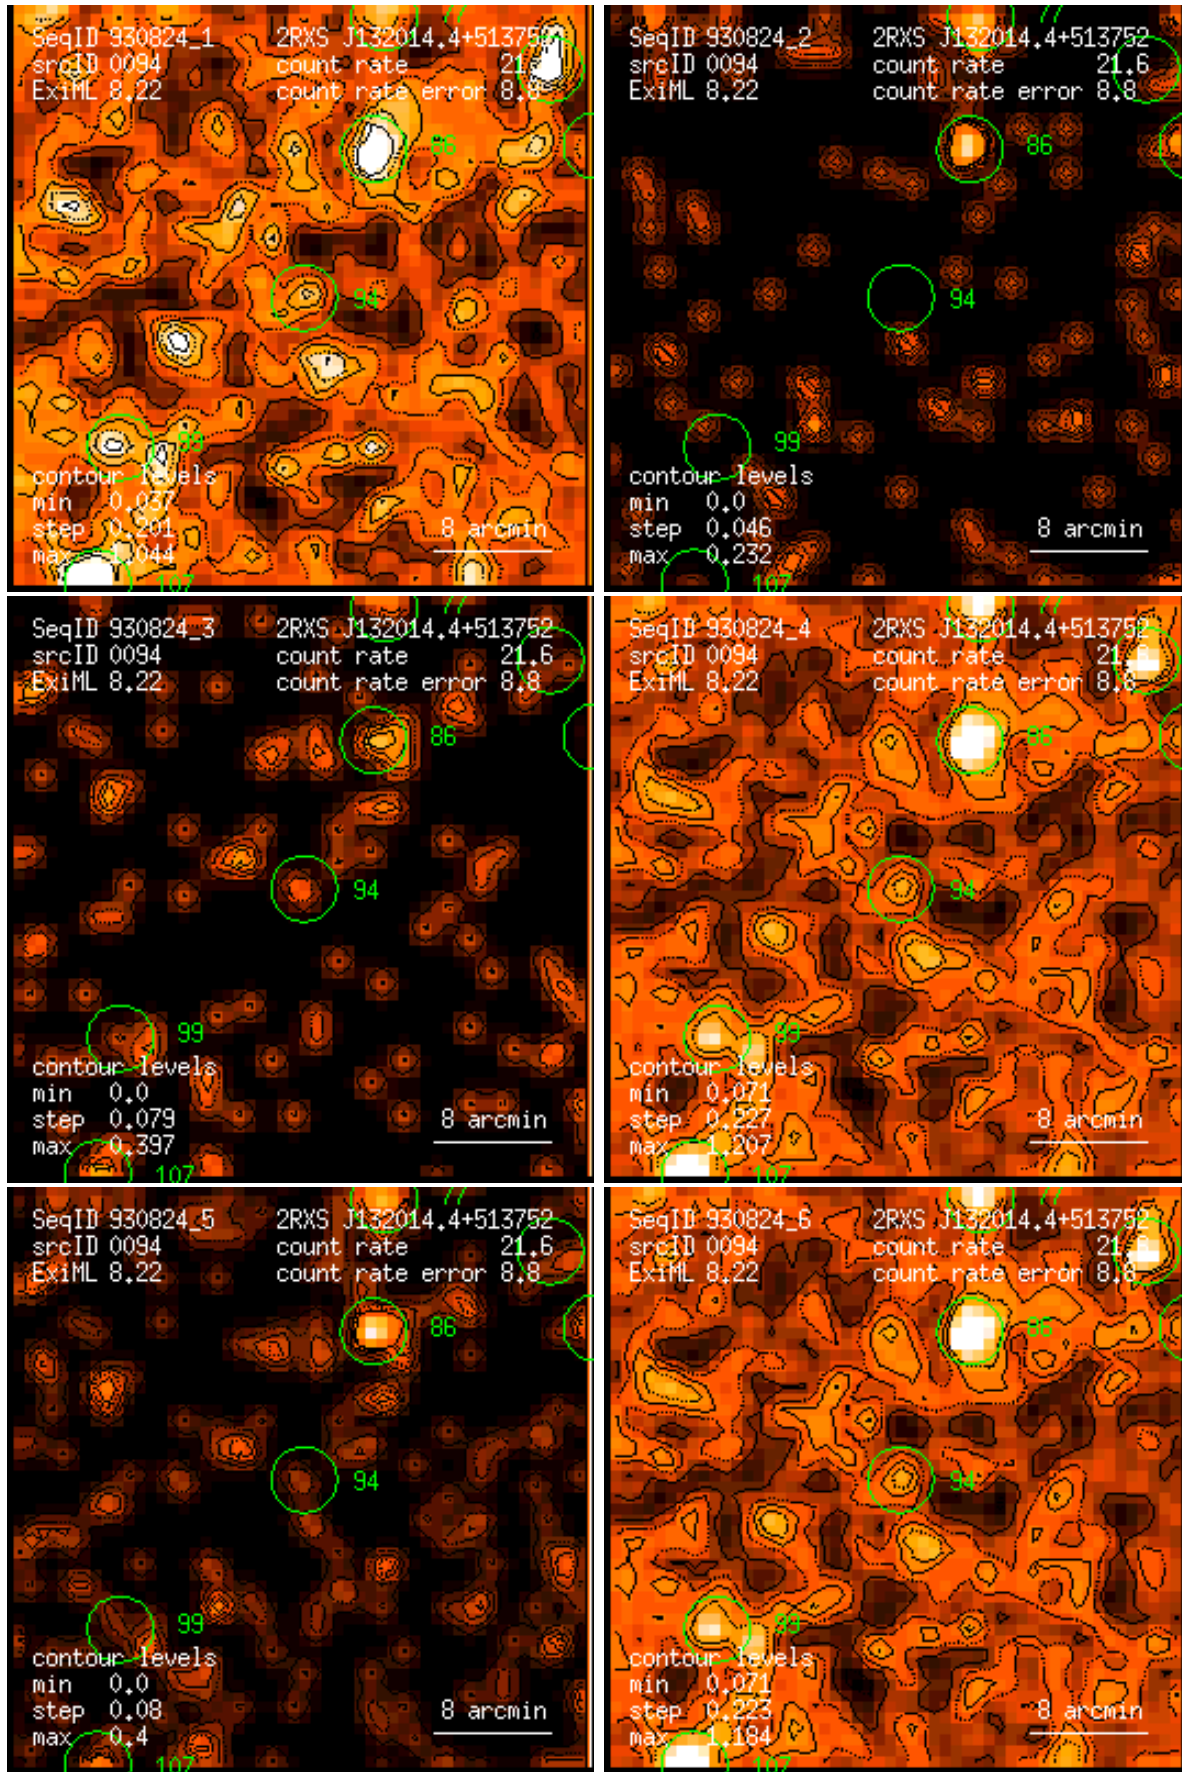 SeqID 930824_1 2RXS J132014.4+513752
srcID 0094 count rate 21.6
ExiML 8.22 count rate error 8.8
86
94
99
contour levels
min 0.037
step 0.201
max 1.044
8 arcmin
107
SeqID 930824_2 2RXS J132014.4+513752
srcID 0094 count rate 21.6
ExiML 8.22 count rate error 8.8
86
94
99
contour levels
min 0.0
step 0.046
max 0.232
8 arcmin
107
SeqID 930824_3 2RXS J132014.4+513752
srcID 0094 count rate 21.6
ExiML 8.22 count rate error 8.8
86
94
99
contour levels
min 0.0
step 0.079
max 0.397
8 arcmin
107
SeqID 930824_4 2RXS J132014.4+513752
srcID 0094 count rate 21.6
ExiML 8.22 count rate error 8.8
86
94
99
contour levels
min 0.071
step 0.227
max 1.207
8 arcmin
107
SeqID 930824_5 2RXS J132014.4+513752
srcID 0094 count rate 21.6
ExiML 8.22 count rate error 8.8
86
94
99
contour levels
min 0.0
step 0.08
max 0.4
8 arcmin
107
SeqID 930824_6 2RXS J132014.4+513752
srcID 0094 count rate 21.6
ExiML 8.22 count rate error 8.8
86
94
99
contour levels
min 0.071
step 0.223
max 1.184
8 arcmin
107